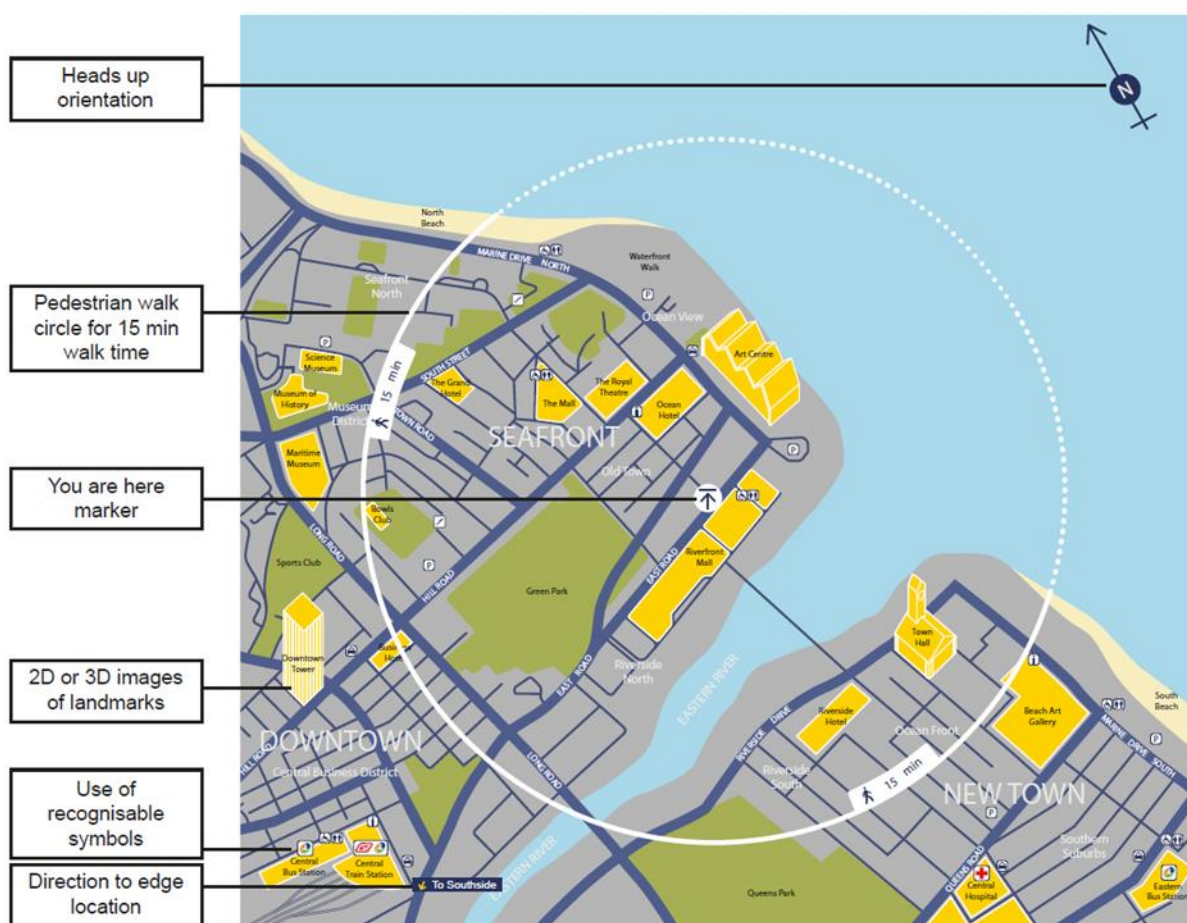 Heads up
orientation
N
North
Beach
MARINE DRIVE NORTH
Waterfront
Walk
Seafront
North
P
Ocean View
Pedestrian walk
circle for 15 min
walk time
P
Science
Museum
Art Centre
SOUTH STREET
15 min
The Grand
Hotel
The Royal
Theatre
Museum of
History
The Mall
Ocean
Hotel
Museum
District
TOWN ROAD
SEAFRONT
Maritime
Museum
P
Old Town
You are here
marker
Bowls
Club
LONG ROAD
Riverfront
Mall
P
EAST ROAD
Sports Club
HILL ROAD
Green Park
Town
Hall
2D or 3D images
of landmarks
Downtown
Tower
Riverside
North
EAST ROAD
EASTERN RIVER
South
Beach
Riverside
Hotel
Beach Art
Gallery
RIVERSIDE DRIVE
Ocean Front
MARINE DRIVE SOUTH
P
DOWNTOWN
HILL ROAD
Central Business District
LONG ROAD
Riverside
South
15 min
NEW TOWN
Use of
recognisable
symbols
P
Southern
Suburbs
Central
Bus Station
Central
Train Station
EASTERN RIVER
QUEENS ROAD
Central
Hospital
Eastern
Bus Station
Direction to edge
location
To Southside
Queens Park